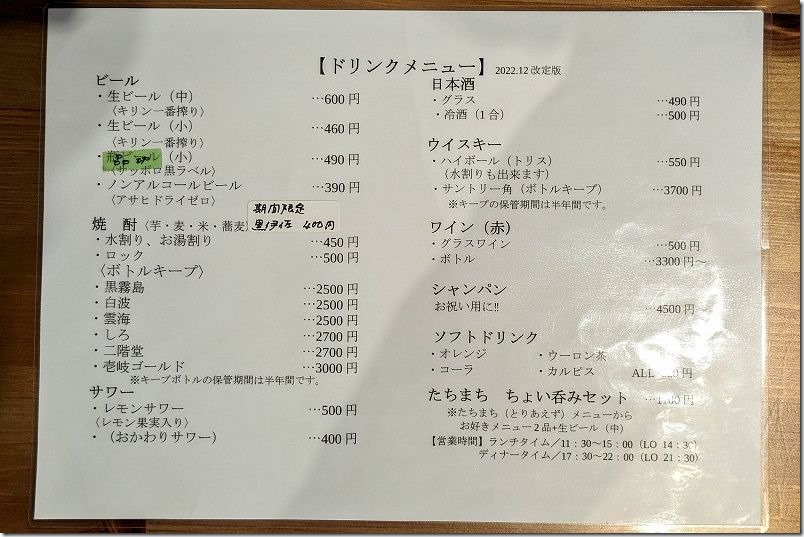 【ドリンクメニュー】 2022.12 改定版
ビール
・生ビール（中） …600 円
〈キリン一番搾り〉
・生ビール（小） …460 円
〈キリン一番搾り〉
（小） …490 円
〈サッポロ黒ラベル〉
・ノンアルコールビール …390 円
〈アサヒドライゼロ〉
期間限定
黒伊佐 400円
焼 酎〈芋・麦・米・蕎麦〉
・水割り、お湯割り …450 円
・ロック …500 円
〈ボトルキープ〉
・黒霧島 …2500 円
・白波 …2500 円
・雲海 …2500 円
・しろ …2700 円
・二階堂 …2700 円
・壱岐ゴールド …3000 円
※キープボトルの保管期間は半年間です。
サワー
・レモンサワー …500 円
〈レモン果実入り〉
・（おかわりサワー） …400 円
日本酒
・グラス …490 円
・冷酒（1 合） …500 円
ウイスキー
・ハイボール（トリス） …550 円
（水割りも出来ます）
・サントリー角（ボトルキープ） …3700 円
※キープの保管期間は半年間です。
ワイン（赤）
・グラスワイン …500 円
・ボトル …3300 円～
シャンパン
お祝い用に!! …4500 円～
ソフトドリンク
・オレンジ ・ウーロン茶
・コーラ ・カルピス ALL 円
たちまち ちょい呑みセット …1100 円
※たちまち（とりあえず）メニューから
お好きメニュー２品+生ビール（中）
【営業時間】ランチタイム／11：30～15：00（LO 14：30）
ディナータイム／17：30～22：00（LO 21：30）